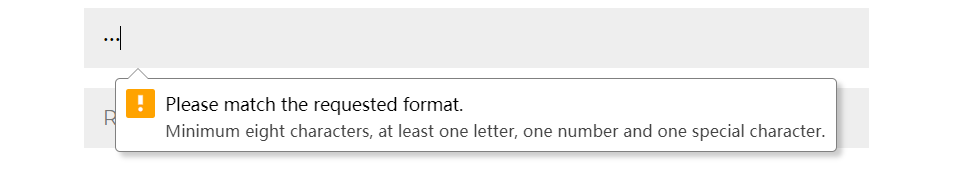 Please match the requested format.
Minimum eight characters, at least one letter, one number and one special character.
R